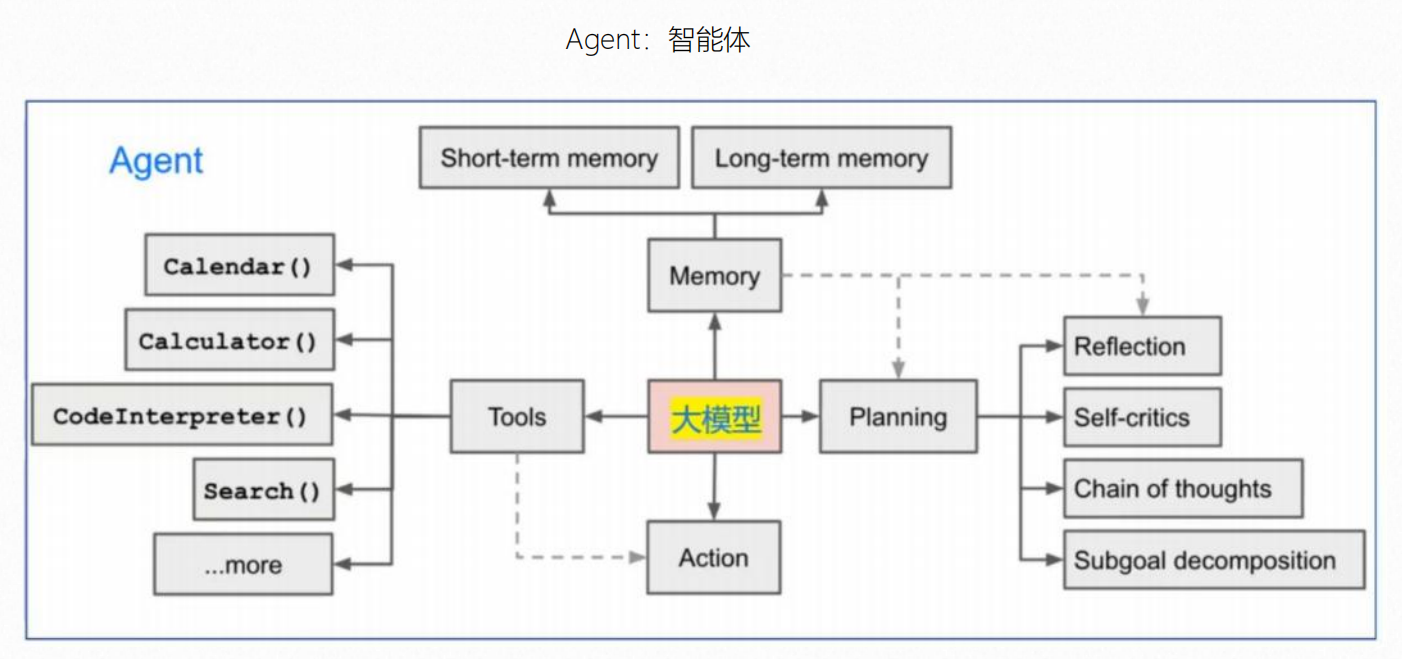 Agent：智能体
Agent
Short-term memory
Long-term memory
Calendar()
Memory
Calculator()
Reflection
CodeInterpreter()
Tools
大模型
Planning
Self-critics
Search()
Chain of thoughts
...more
Action
Subgoal decomposition